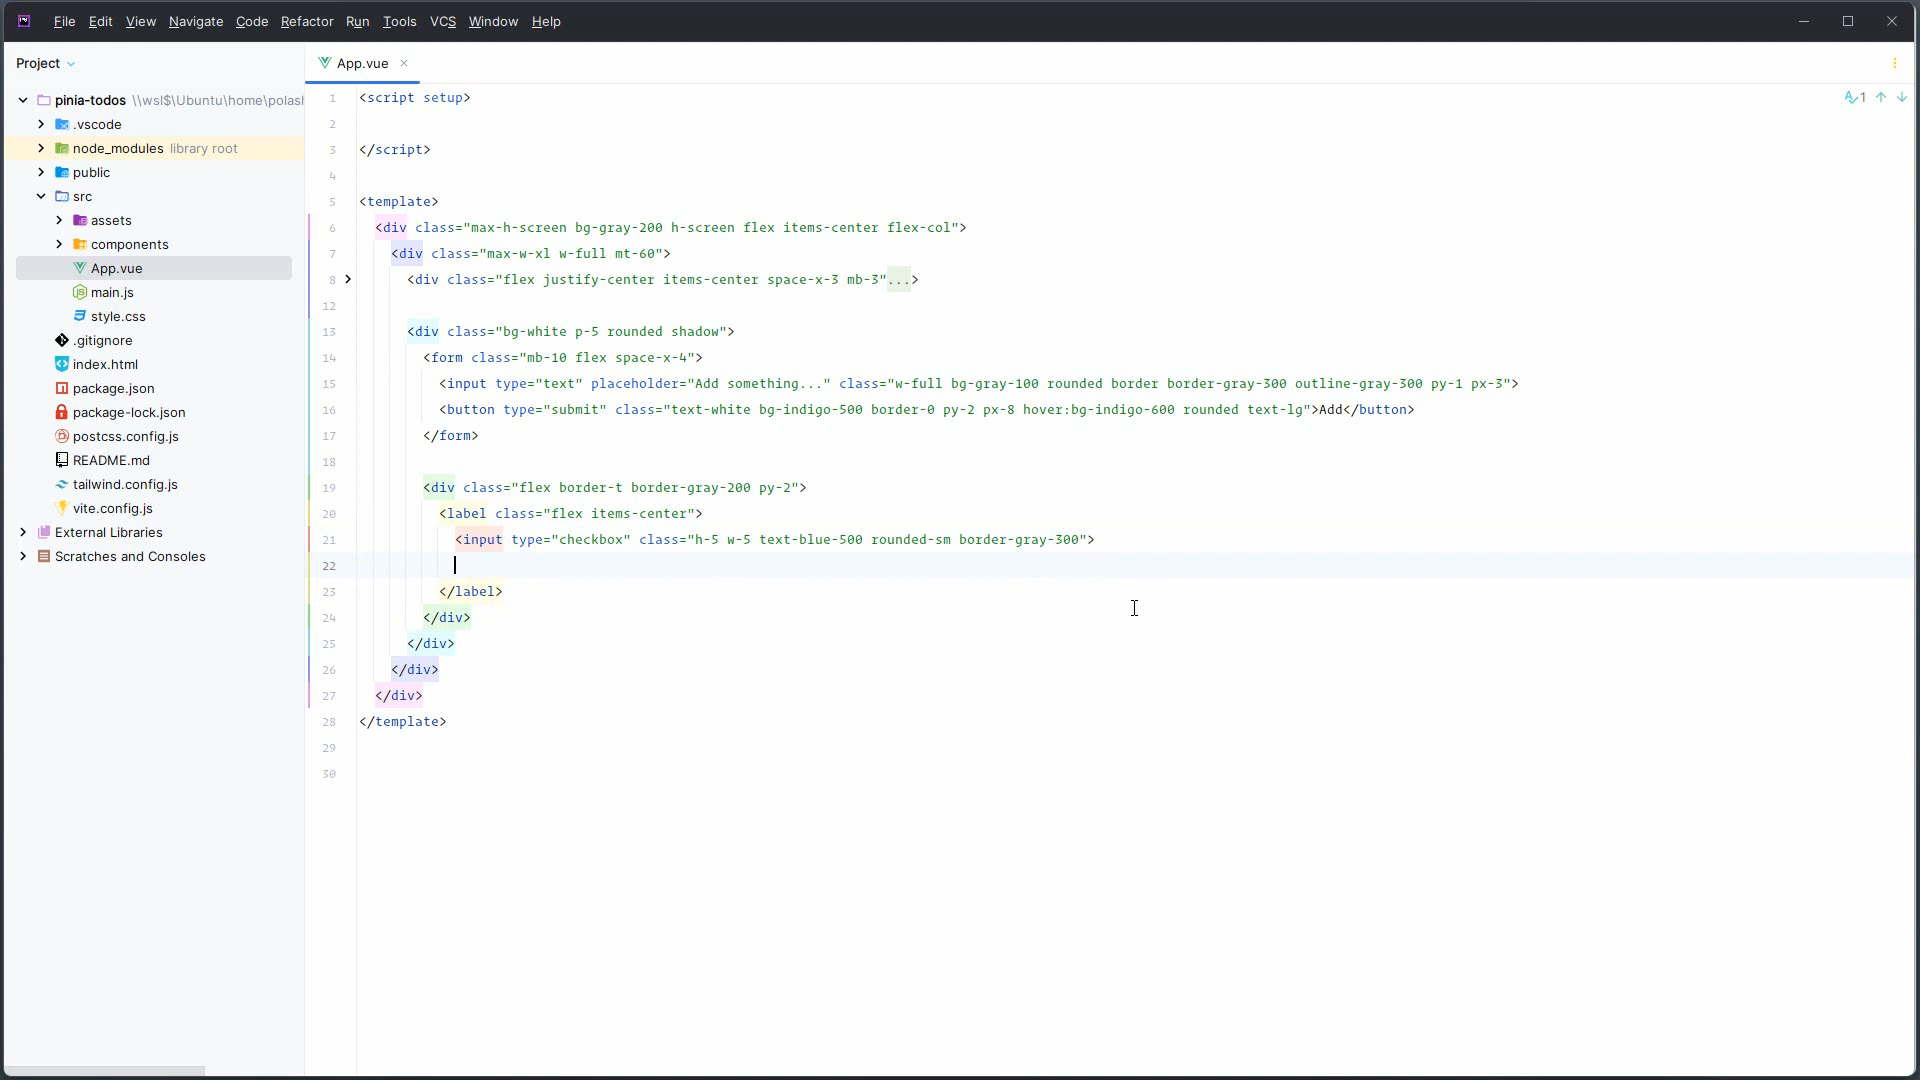 File Edit View Navigate Code Refactor Run Tools VCS Window Help
Project
App.vue
pinia-todos \\wsl$\Ubuntu\home\polas
.vscode
node_modules library root
public
src
assets
components
App.vue
main.js
style.css
.gitignore
index.html
package.json
package-lock.json
postcss.config.js
README.md
tailwind.config.js
vite.config.js
External Libraries
Scratches and Consoles
1
1 <script setup>
2
3 </script>
4
5 <template>
6 <div class="max-h-screen bg-gray-200 h-screen flex items-center flex-col">
7 <div class="max-w-xl w-full mt-60">
8 <div class="flex justify-center items-center space-x-3 mb-3"...>
12
13 <div class="bg-white p-5 rounded shadow">
14 <form class="mb-10 flex space-x-4">
15 <input type="text" placeholder="Add something..." class="w-full bg-gray-100 rounded border border-gray-300 outline-gray-300 py-1 px-3">
16 <button type="submit" class="text-white bg-indigo-500 border-0 py-2 px-8 hover:bg-indigo-600 rounded text-lg">Add</button>
17 </form>
18
19 <div class="flex border-t border-gray-200 py-2">
20 <label class="flex items-center">
21 <input type="checkbox" class="h-5 w-5 text-blue-500 rounded-sm border-gray-300">
22
23 </label>
24 </div>
25 </div>
26 </div>
27 </div>
28 </template>
29
30